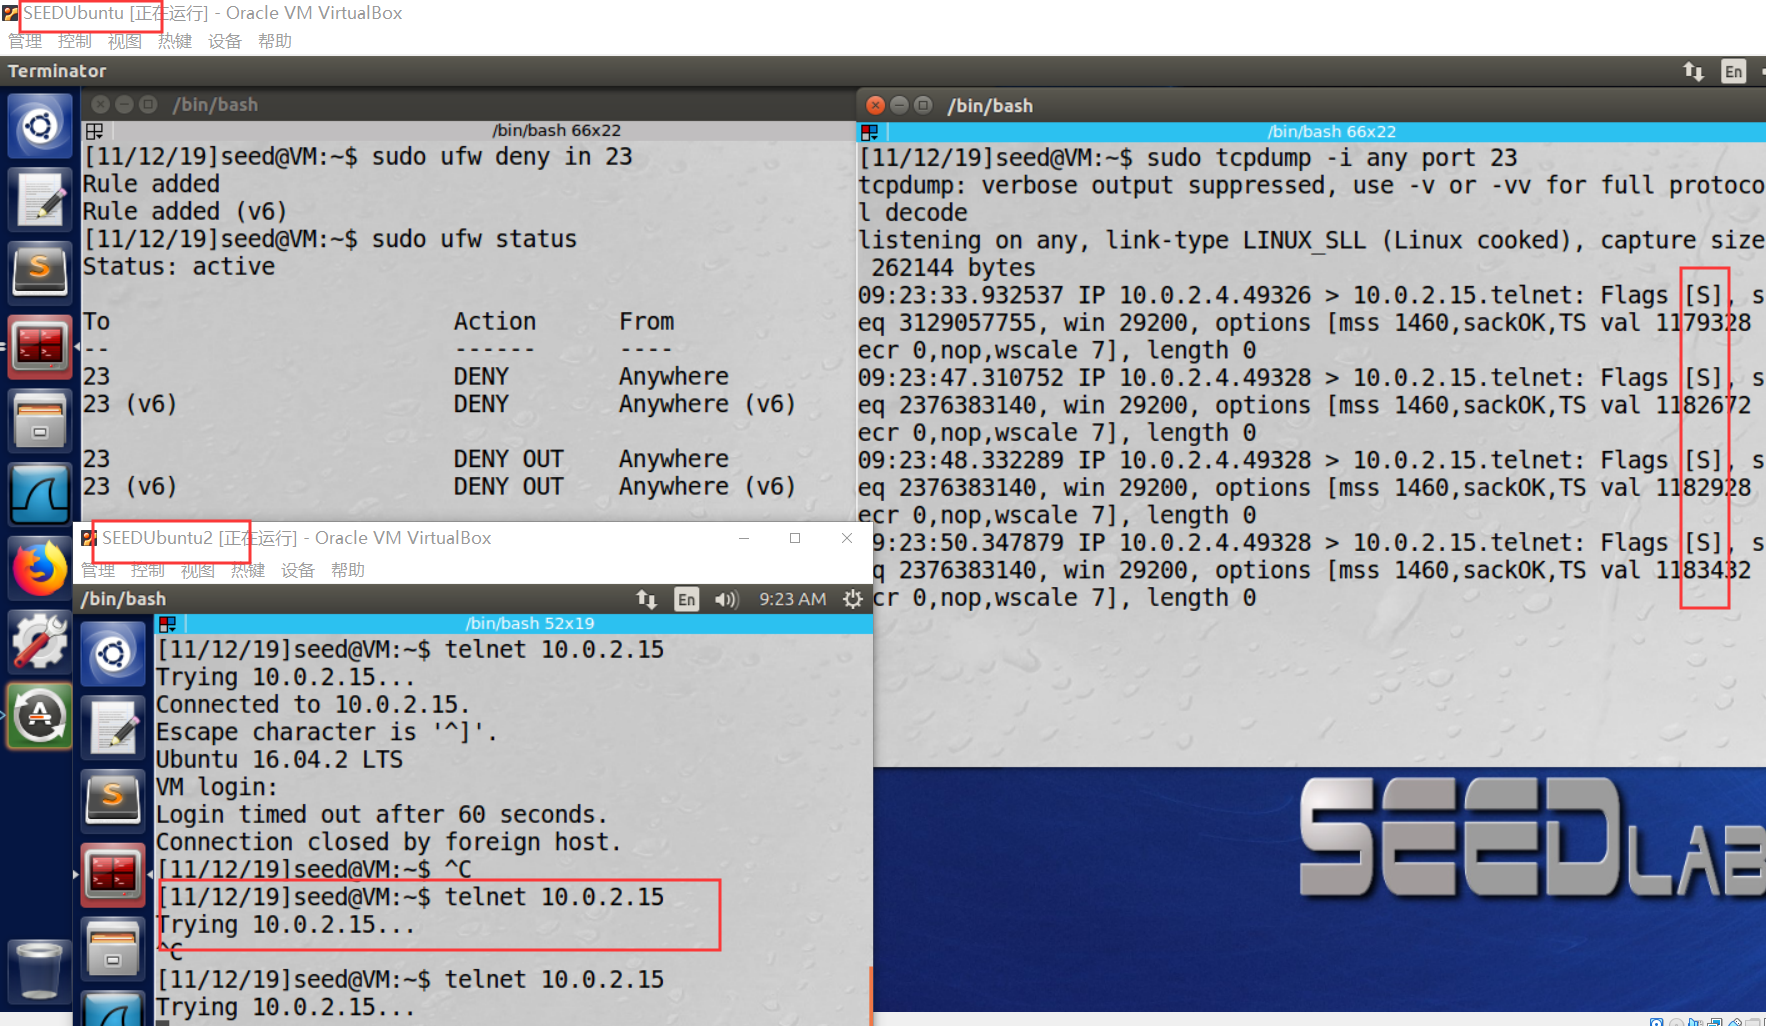 SEEDUbuntu [正在运行] - Oracle VM VirtualBox
管理 控制 视图 热键 设备 帮助
Terminator
En
/bin/bash
/bin/bash 66x22
[11/12/19]seed@VM:~$ sudo ufw deny in 23
Rule added
Rule added (v6)
[11/12/19]seed@VM:~$ sudo ufw status
Status: active
To Action From
-- ------ ----
23 DENY Anywhere
23 (v6) DENY Anywhere (v6)
23 DENY OUT Anywhere
23 (v6) DENY OUT Anywhere (v6)
/bin/bash
/bin/bash 66x22
[11/12/19]seed@VM:~$ sudo tcpdump -i any port 23
tcpdump: verbose output suppressed, use -v or -vv for full protoco
l decode
listening on any, link-type LINUX_SLL (Linux cooked), capture size
262144 bytes
09:23:33.932537 IP 10.0.2.4.49326 > 10.0.2.15.telnet: Flags [S], s
eq 3129057755, win 29200, options [mss 1460,sackOK,TS val 1179328
ecr 0,nop,wscale 7], length 0
09:23:47.310752 IP 10.0.2.4.49328 > 10.0.2.15.telnet: Flags [S], s
eq 2376383140, win 29200, options [mss 1460,sackOK,TS val 1182672
ecr 0,nop,wscale 7], length 0
09:23:48.332289 IP 10.0.2.4.49328 > 10.0.2.15.telnet: Flags [S], s
eq 2376383140, win 29200, options [mss 1460,sackOK,TS val 1182928
ecr 0,nop,wscale 7], length 0
9:23:50.347879 IP 10.0.2.4.49328 > 10.0.2.15.telnet: Flags [S], s
q 2376383140, win 29200, options [mss 1460,sackOK,TS val 1183432
cr 0,nop,wscale 7], length 0
SEEDUbuntu2 [正在运行] - Oracle VM VirtualBox
管理 控制 视图 热键 设备 帮助
/bin/bash En 9:23 AM
/bin/bash 52x19
[11/12/19]seed@VM:~$ telnet 10.0.2.15
Trying 10.0.2.15...
Connected to 10.0.2.15.
Escape character is '^]'.
Ubuntu 16.04.2 LTS
VM login:
Login timed out after 60 seconds.
Connection closed by foreign host.
[11/12/19]seed@VM:~$ ^C
[11/12/19]seed@VM:~$ telnet 10.0.2.15
Trying 10.0.2.15...
^C
[11/12/19]seed@VM:~$ telnet 10.0.2.15
Trying 10.0.2.15...
SEED LAB